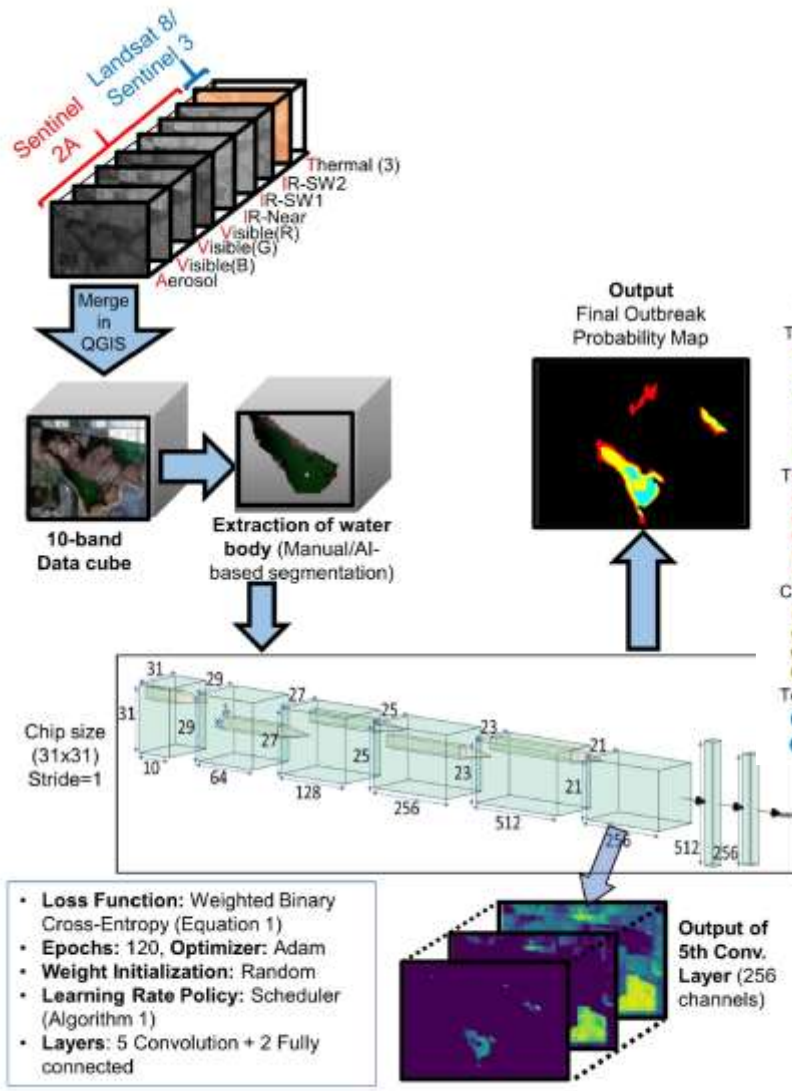 Landsat 8/
Sentinel 3
Sentinel
2A
Thermal (3)
IR-SW2
IR-SW1
IR-Near
Visible(R)
Visible(G)
Visible(B)
Aerosol
Merge
in
QGIS
10-band
Data cube
Extraction of water
body (Manual/AI-
based segmentation)
Output
Final Outbreak
Probability Map
T
T
C
Te
Chip size
(31x31)
Stride=1
31
31
10
29
29
64
27
27
128
25
25
256
23
23
512
21
21
256
512
256
• Loss Function: Weighted Binary
Cross-Entropy (Equation 1)
• Epochs: 120, Optimizer: Adam
• Weight Initialization: Random
• Learning Rate Policy: Scheduler
(Algorithm 1)
• Layers: 5 Convolution + 2 Fully
connected
Output of
5th Conv.
Layer (256
channels)